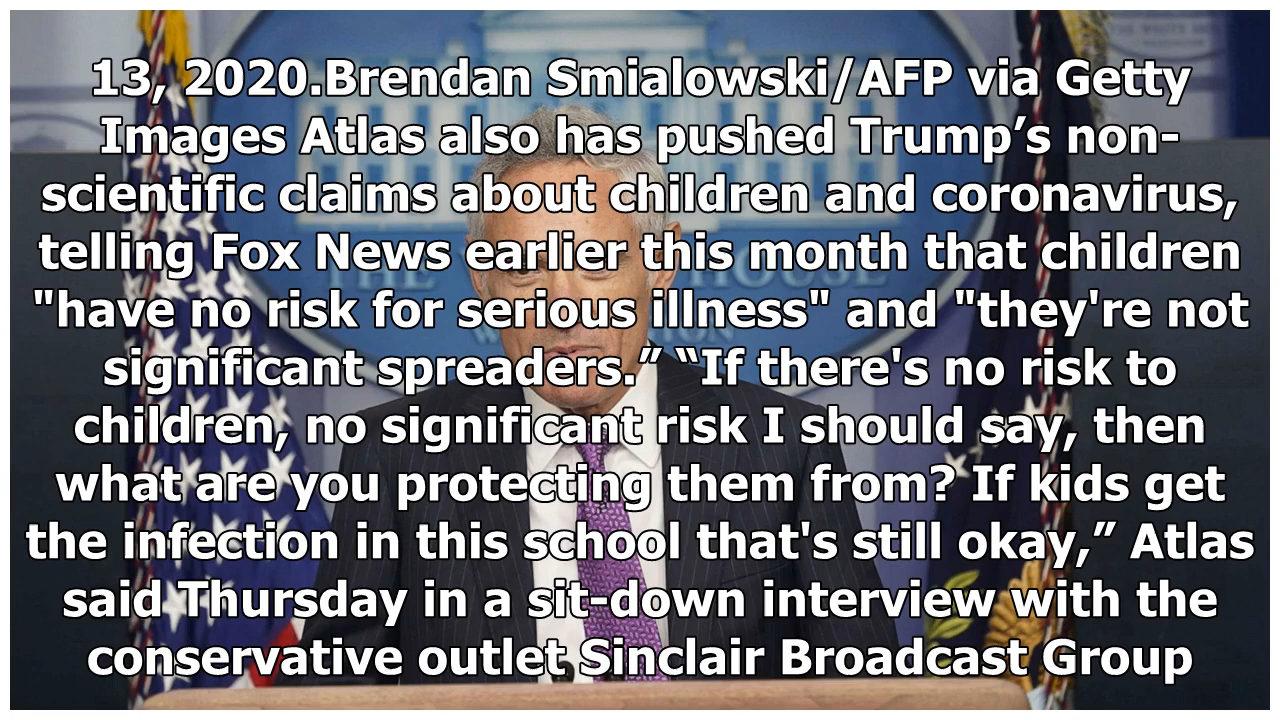 13, 2020.Brendan Smialowski/AFP via Getty
Images Atlas also has pushed Trump’s non-
scientific claims about children and coronavirus,
telling Fox News earlier this month that children
"have no risk for serious illness" and "they're not
significant spreaders.” “If there's no risk to
children, no significant risk I should say, then
what are you protecting them from? If kids get
the infection in this school that's still okay,” Atlas
said Thursday in a sit-down interview with the
conservative outlet Sinclair Broadcast Group